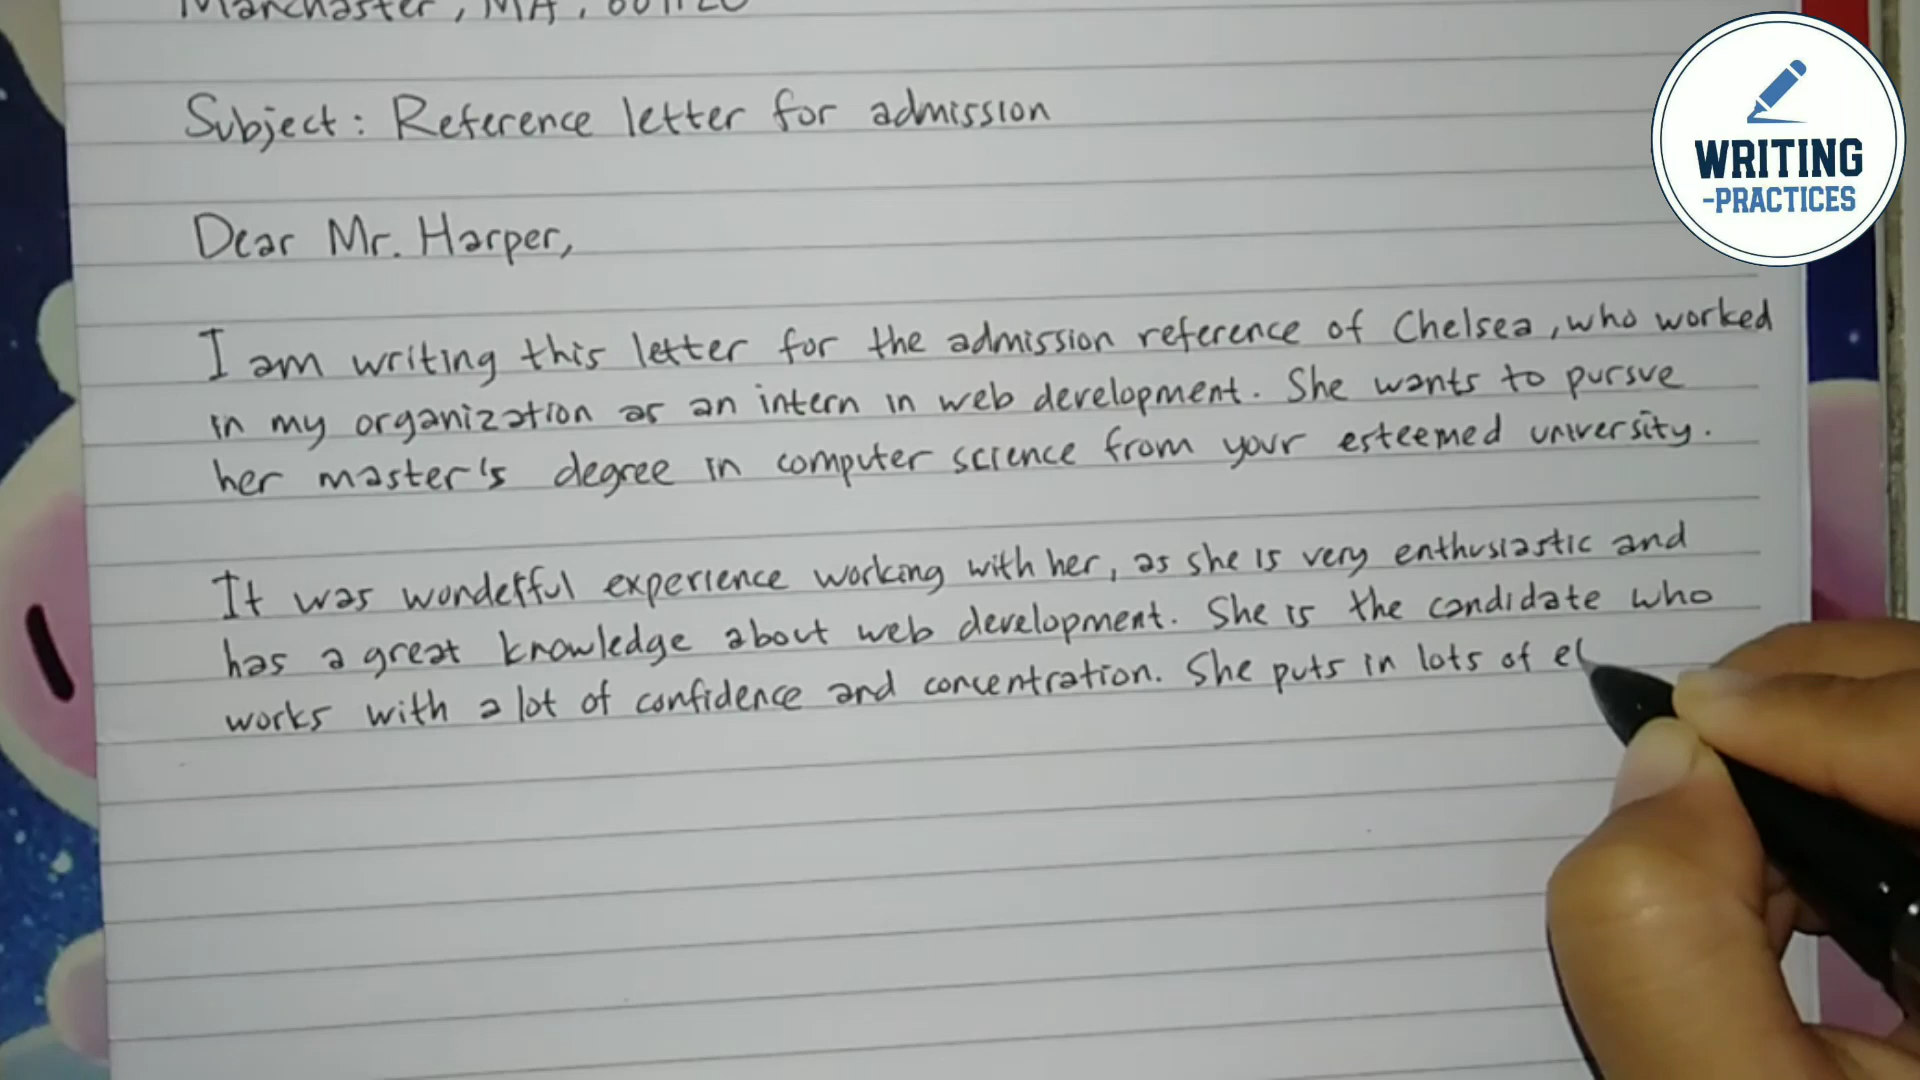 Manchaster, MA,
Subject: Reference letter for admission
Dear Mr. Harper,
I am writing this letter for the admission reference of Chelsea, who worked
in my organization as an intern in web development. She wants to pursue
her master's degree in computer science from your esteemed university.
It was wonderful experience working with her, as she is very enthusiastic and
has a great knowledge about web development. She is the candidate who
works with a lot of confidence and concentration. She puts in lots of
WRITING
-PRACTICES